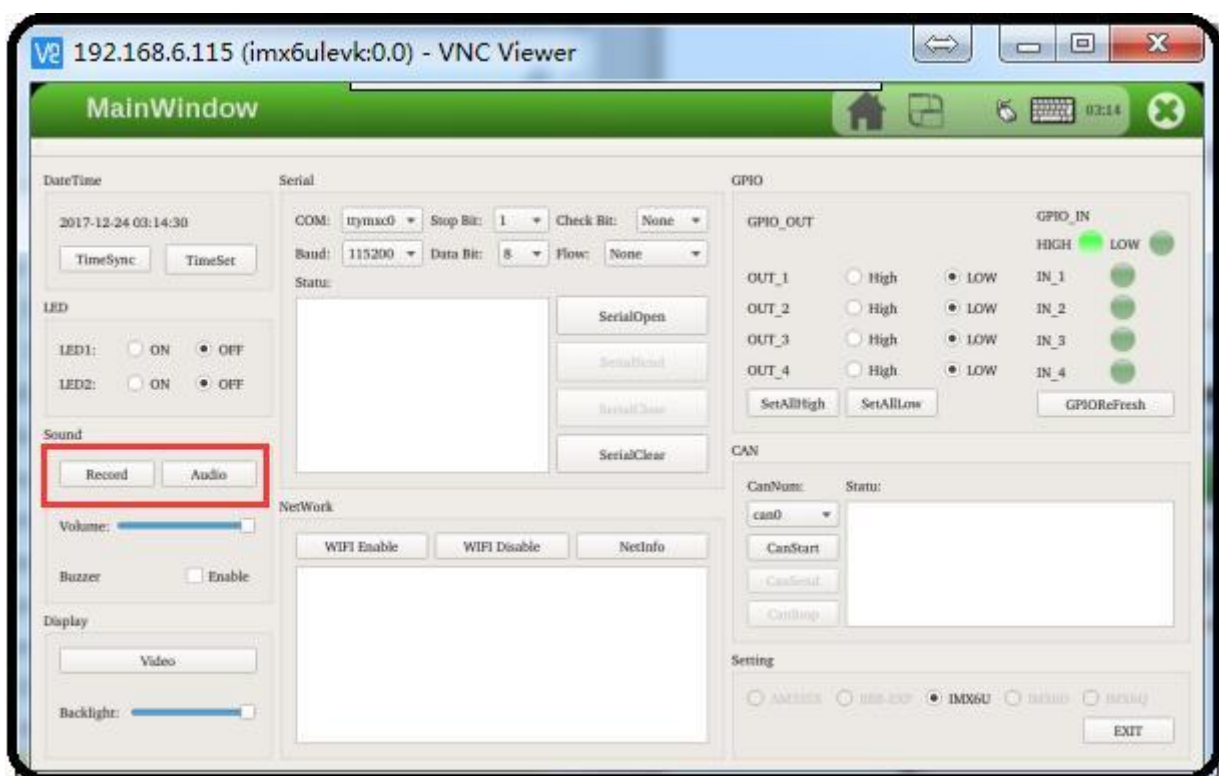 192.168.6.115 (imx6ulevk:0.0) - VNC Viewer
MainWindow
03:14
DateTime
2017-12-24 03:14:30
TimeSync TimeSet
LED
LED1: ON OFF
LED2: ON OFF
Sound
Record Audio
Volume:
Buzzer Enable
Display
Video
Backlight:
Serial
COM: ttymxc0 Stop Bit: 1 Check Bit: None
Baud: 115200 Data Bit: 8 Flow: None
Statu:
SerialOpen
SerialSend
SerialClear
NetWork
WIFI Enable WIFI Disable NetInfo
GPIO
GPIO_OUT
GPIO_IN
HIGH LOW
OUT_1 High LOW IN_1
OUT_2 High LOW IN_2
OUT_3 High LOW IN_3
OUT_4 High LOW IN_4
SetAllHigh SetAllLow GPIOReFresh
CAN
CanNum: Statu:
can0
CanStart
CanSend
CanStop
Setting
IMX6U
EXIT